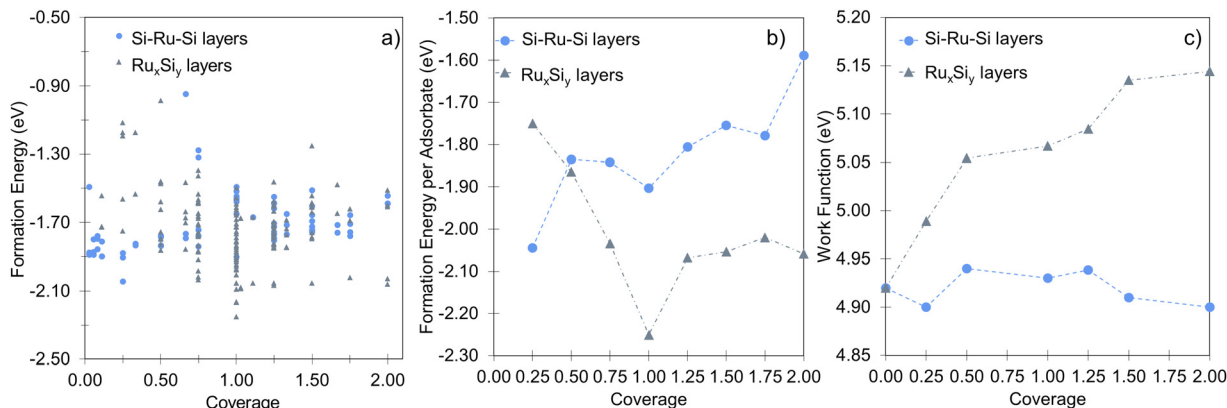 a)
Si-Ru-Si layers
RuxSiy layers
Formation Energy (eV)
-0.50
-0.90
-1.30
-1.70
-2.10
-2.50
0.00 0.50 1.00 1.50 2.00
Coverage
b)
Si-Ru-Si layers
RuxSiy layers
Formation Energy per Adsorbate (eV)
-1.50
-1.60
-1.70
-1.80
-1.90
-2.00
-2.10
-2.20
-2.30
0.00 0.25 0.50 0.75 1.00 1.25 1.50 1.75 2.00
Coverage
c)
Si-Ru-Si layers
RuxSiy layers
Work Function (eV)
5.20
5.15
5.10
5.05
5.00
4.95
4.90
4.85
0.00 0.25 0.50 0.75 1.00 1.25 1.50 1.75 2.00
Coverage